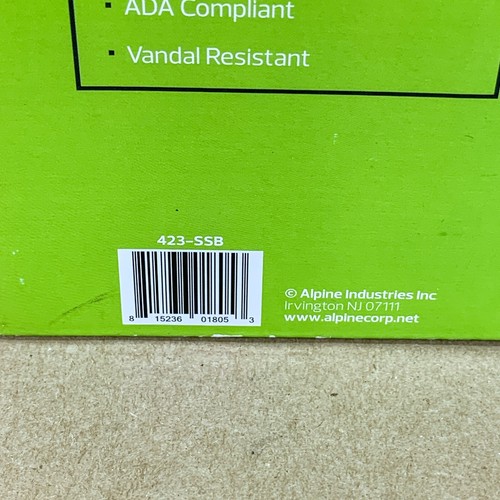 ▪ ADA Compliant
▪ Vandal Resistant
423-SSB
8 15236 01805 3
© Alpine Industries Inc
Irvington NJ 07111
www.alpinecorp.net